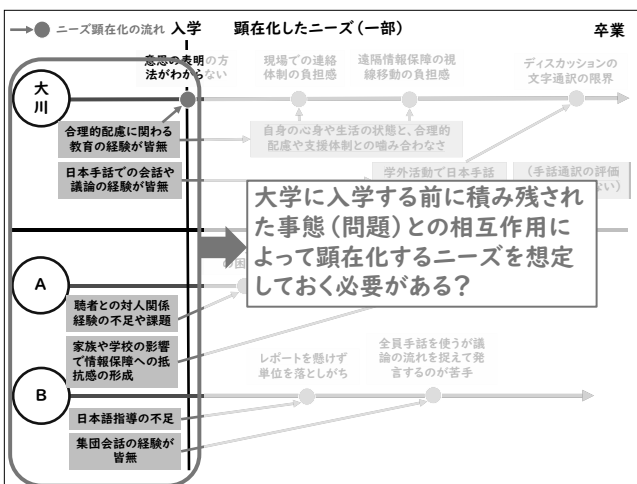 ニーズ顕在化の流れ
入学
顕在化したニーズ(一部)
卒業
意思の表明の方
法がわからない
現場での連絡
体制の負担感
遠隔情報保障の視
線移動の負担感
ディスカッションの
文字通訳の限界
大
川
合理的配慮に関わる
教育の経験が皆無
自身の心身や生活の状態と、合理的
配慮や支援体制との噛み合わなさ
日本手話での会話や
議論の経験が皆無
学外活動で日本手話
(手話通訳の評価
大学に入学する前に積み残され
た事態(問題)との相互作用に
よって顕在化するニーズを想定
しておく必要がある?
A
聴者との対人関係
経験の不足や課題
家族や学校の影響
で情報保障への抵
抗感の形成
レポートを懸けず
単位を落としがち
全員手話を使うが議
論の流れを捉えて発
言するのが苦手
B
日本語指導の不足
集団会話の経験が
皆無